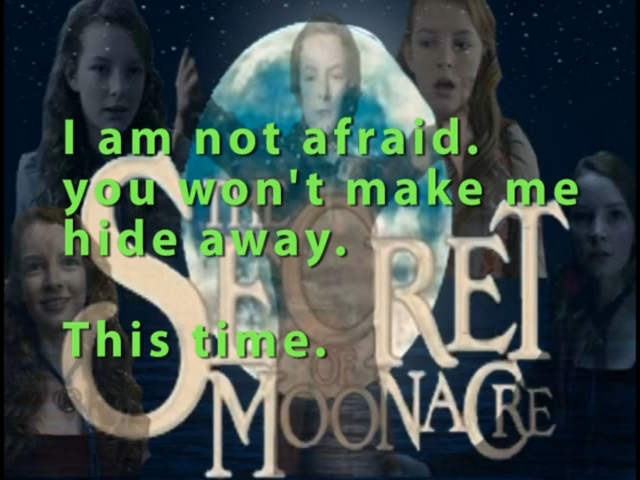 I am not afraid.
you won't make me
hide away.
This time.
THE
SECRET
OF
MOONACRE